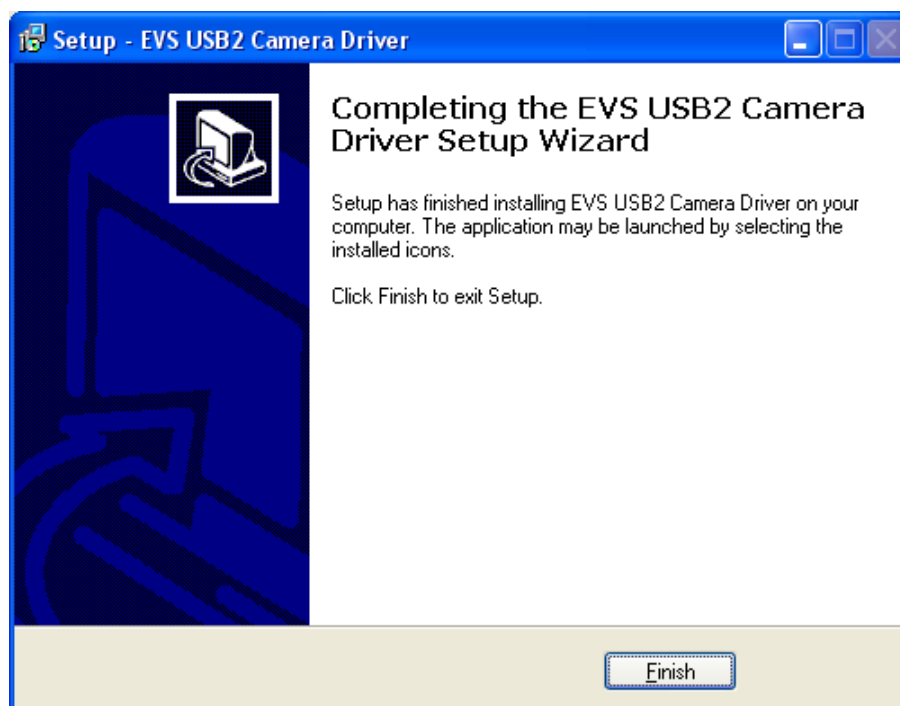 Setup - EVS USB2 Camera Driver
Completing the EVS USB2 Camera
Driver Setup Wizard
Setup has finished installing EVS USB2 Camera Driver on your
computer. The application may be launched by selecting the
installed icons.
Click Finish to exit Setup.
Finish